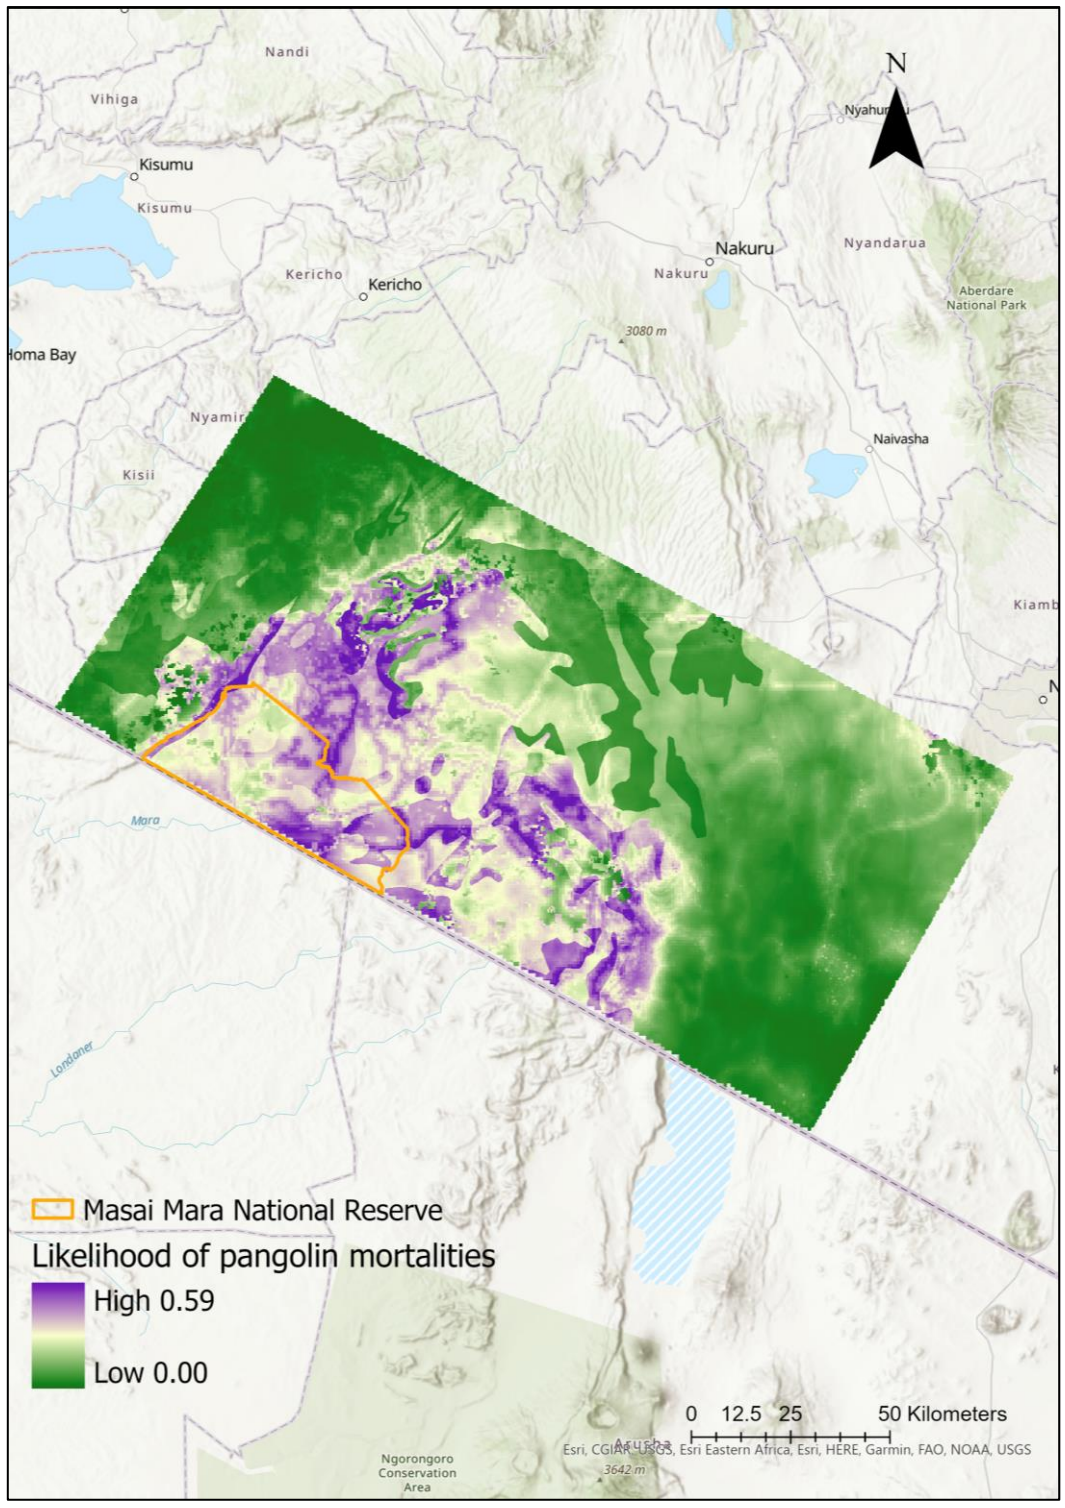 Nandi
N
Vihiga
Kisumu
Kisumu
Nakuru
Nakuru
Nyandarua
Aberdare
National Park
Kericho
Kericho
3080 m
Homa Bay
Nyamir
Kisii
Naivasha
Kiamb
N
Mara
Londaner
Masai Mara National Reserve
Likelihood of pangolin mortalities
High 0.59
Low 0.00
0 12.5 25 50 Kilometers
Arusha
Esri, CGIAR, USGS, Esri Eastern Africa, Esri, HERE, Garmin, FAO, NOAA, USGS
Ngorongoro
Conservation
Area
3642 m